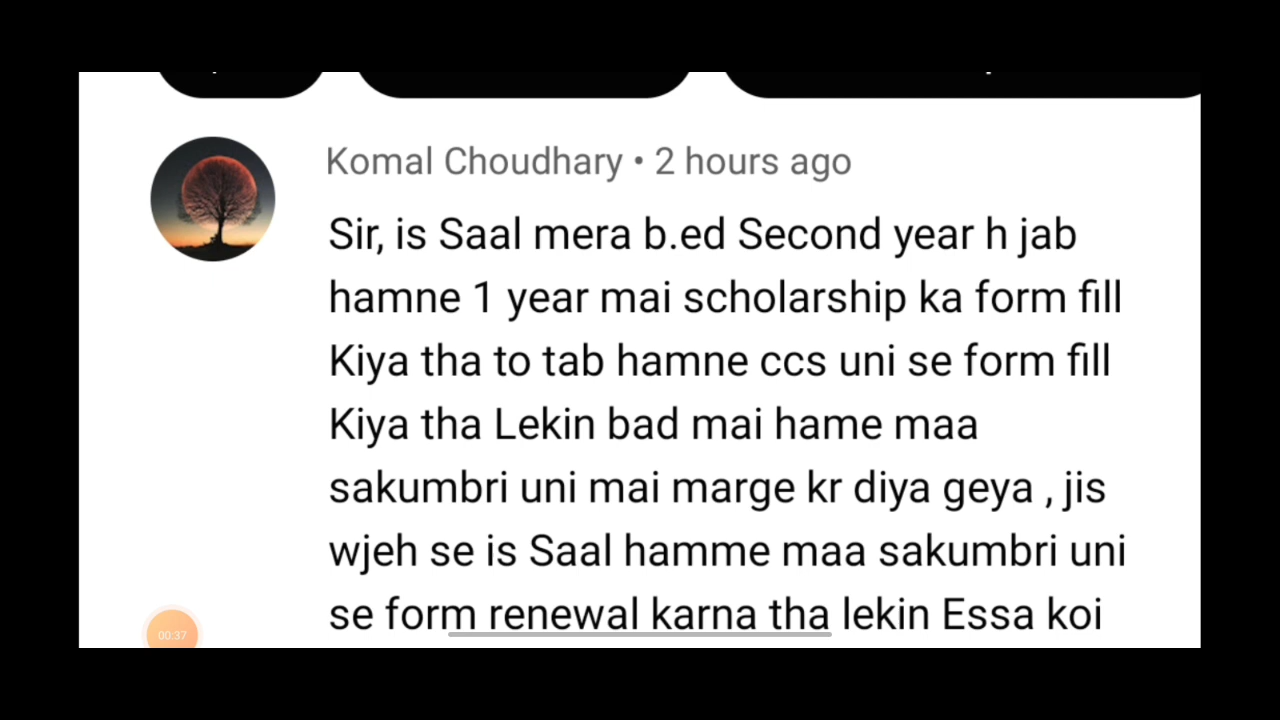 Komal Choudhary • 2 hours ago
Sir, is Saal mera b.ed Second year h jab
hamne 1 year mai scholarship ka form fill
Kiya tha to tab hamne ccs uni se form fill
Kiya tha Lekin bad mai hame maa
sakumbri uni mai marge kr diya geya , jis
wjeh se is Saal hamme maa sakumbri uni
se form renewal karna tha lekin Essa koi
00:37